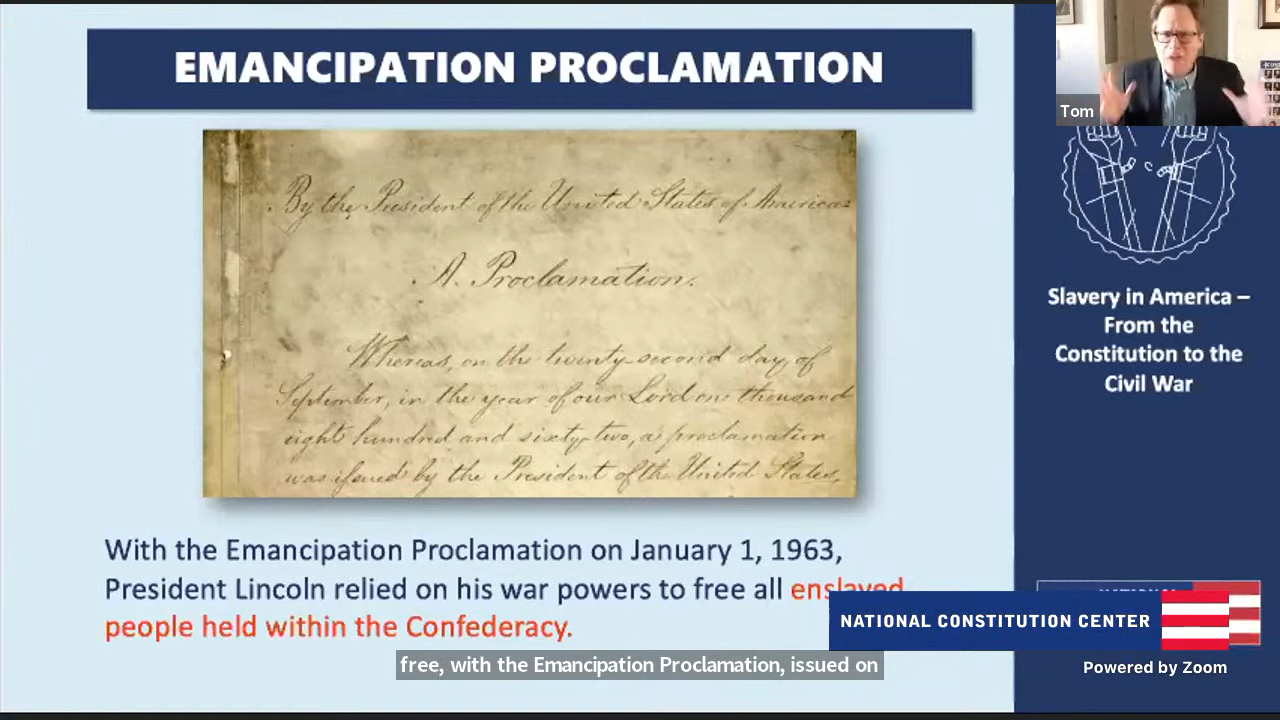 EMANCIPATION PROCLAMATION
By the President of the United States of America:
A Proclamation.
Whereas, on the twenty-second day of
September, in the year of our Lord one thousand
eight hundred and sixty-two, a proclamation
was issued by the President of the United States,
With the Emancipation Proclamation on January 1, 1963,
President Lincoln relied on his war powers to free all enslaved
people held within the Confederacy.
free, with the Emancipation Proclamation, issued on
Tom
Slavery in America –
From the
Constitution to the
Civil War
NATIONAL
NATIONAL CONSTITUTION CENTER
Powered by Zoom